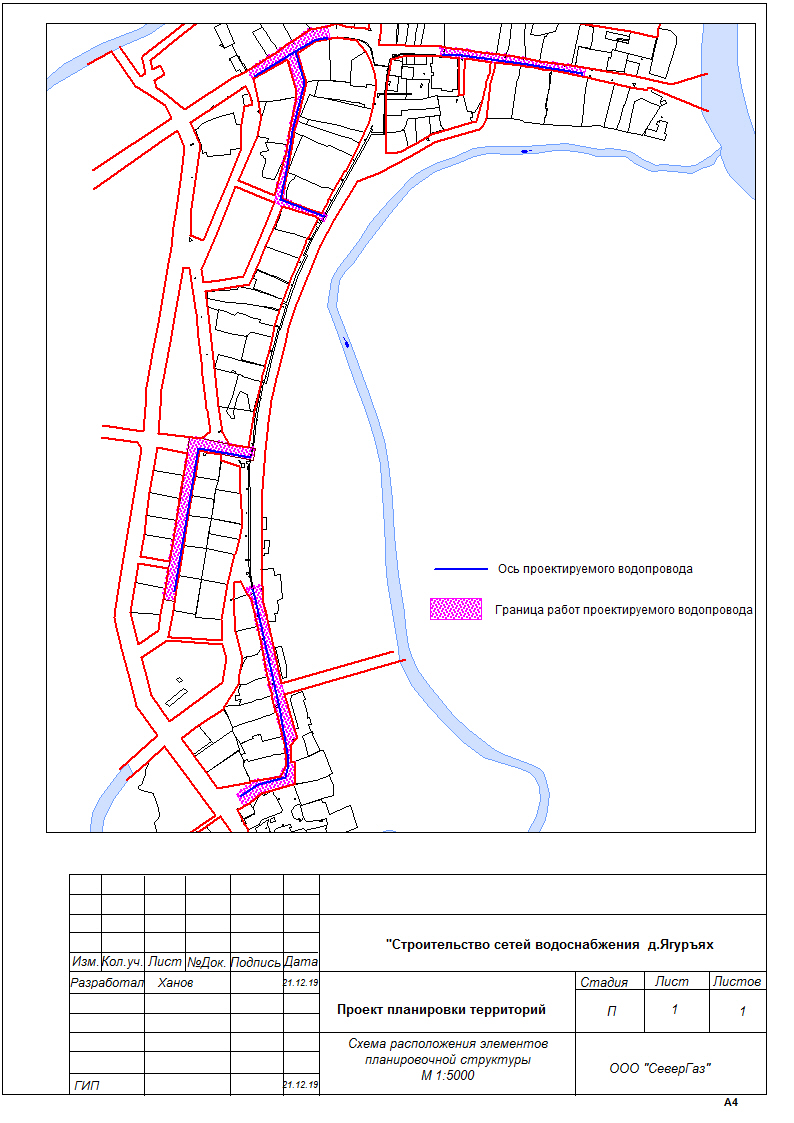 Ось проектируемого водопровода
Граница работ проектируемого водопровода
"Строительство сетей водоснабжения д.Ягуръях
Изм. Кол.уч. Лист №Док. Подпись Дата
Разработал Ханов 21.12.19
Проект планировки территорий
Стадия Лист Листов
П 1 1
Схема расположения элементов
планировочной структуры
М 1:5000
ООО "СеверГаз"
ГИП 21.12.19
А4